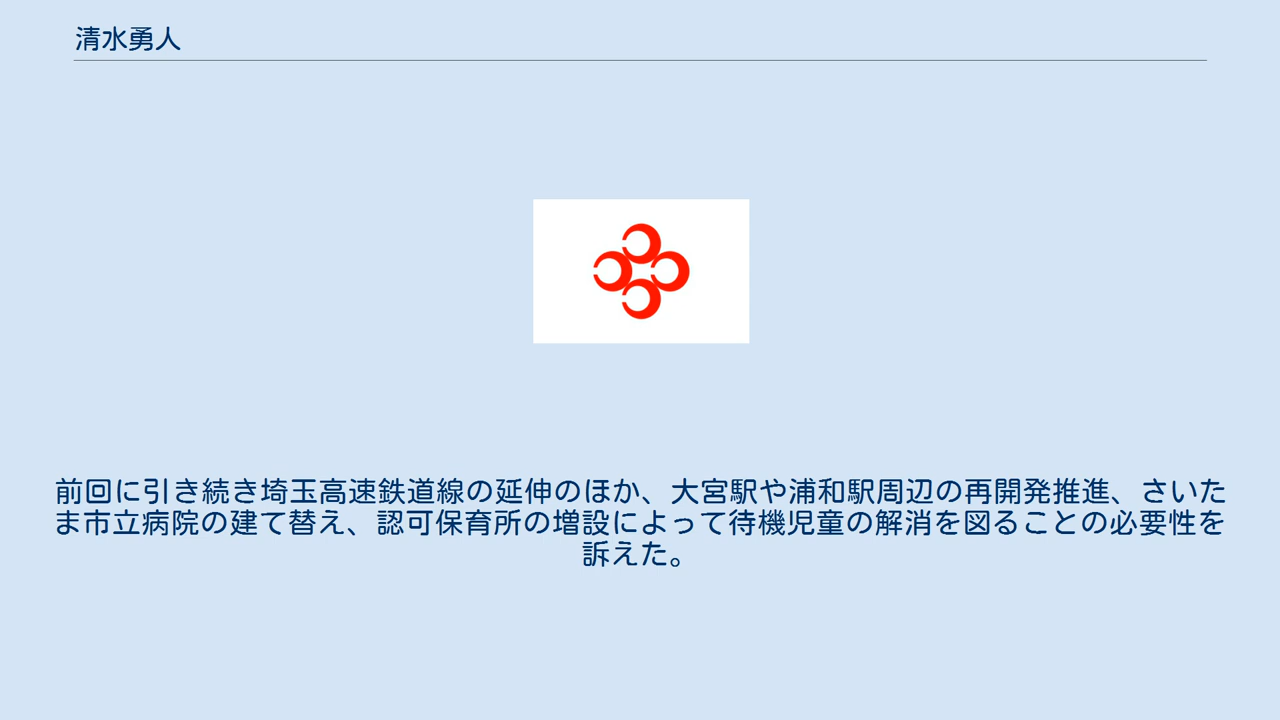 清水勇人
前回に引き続き埼玉高速鉄道線の延伸のほか、大宮駅や浦和駅周辺の再開発推進、さいた
ま市立病院の建て替え、認可保育所の増設によって待機児童の解消を図ることの必要性を
訴えた。